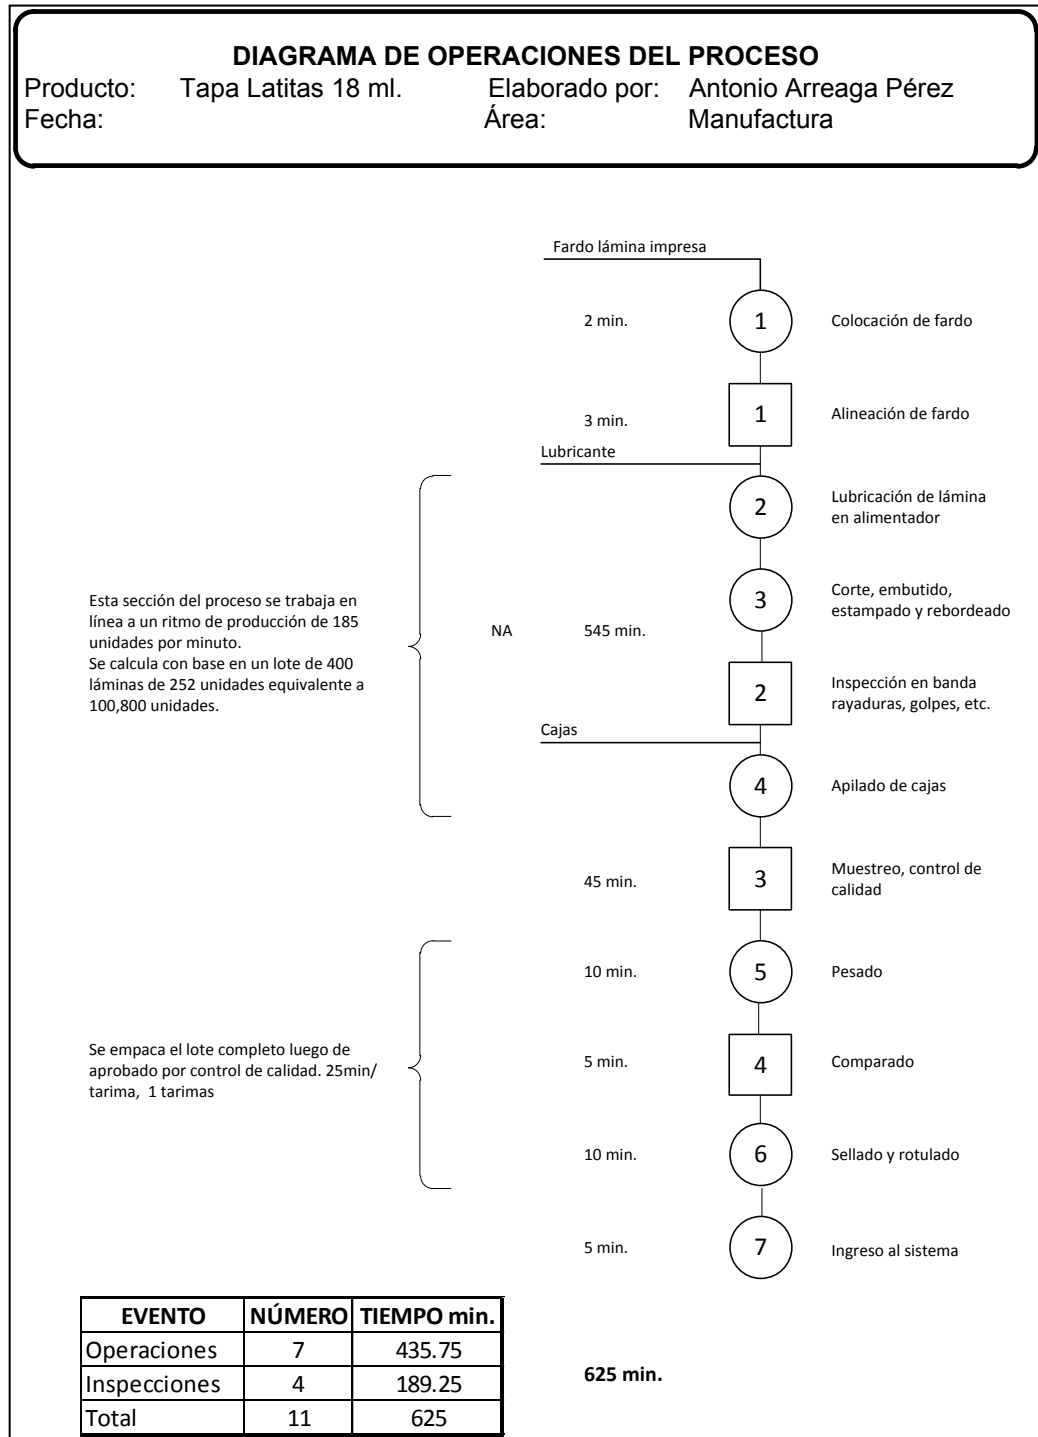 DIAGRAMA DE OPERACIONES DEL PROCESO
Producto: Tapa Latitas 18 ml. Elaborado por: Antonio Arreaga Pérez
Fecha: Área: Manufactura
Fardo lámina impresa
2 min. 1 Colocación de fardo
3 min. 1 Alineación de fardo
Lubricante
2 Lubricación de lámina
en alimentador
Esta sección del proceso se trabaja en
línea a un ritmo de producción de 185
unidades por minuto.
Se calcula con base en un lote de 400
láminas de 252 unidades equivalente a
100,800 unidades.
NA 545 min. 3 Corte, embutido,
estampado y rebordeado
2 Inspección en banda
rayaduras, golpes, etc.
Cajas
4 Apilado de cajas
45 min. 3 Muestreo, control de
calidad
10 min. 5 Pesado
Se empaca el lote completo luego de
aprobado por control de calidad. 25min/
tarima, 1 tarimas
5 min. 4 Comparado
10 min. 6 Sellado y rotulado
5 min. 7 Ingreso al sistema
EVENTO NÚMERO TIEMPO min.
Operaciones 7 435.75
Inspecciones 4 189.25
Total 11 625
625 min.